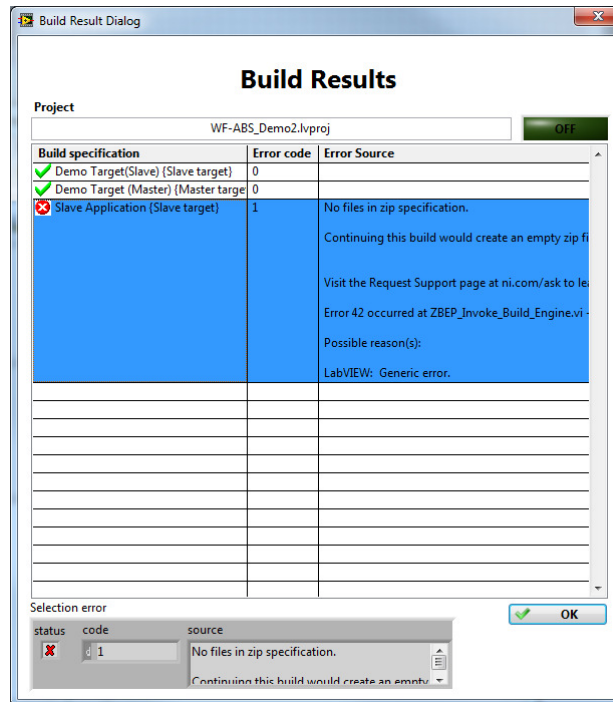 Build Result Dialog
Build Results
Project
WF-ABS_Demo2.lvproj
OFF
Build specification Error code Error Source
Demo Target(Slave) {Slave target} 0
Demo Target (Master) {Master targe 0
Slave Application {Slave target} 1 No files in zip specification.
Continuing this build would create an empty zip fi
Visit the Request Support page at ni.com/ask to le
Error 42 occurred at ZBEP_Invoke_Build_Engine.vi -
Possible reason(s):
LabVIEW: Generic error.
Selection error
OK
status code source
d 1 No files in zip specification.
Continuing this build would create an empty